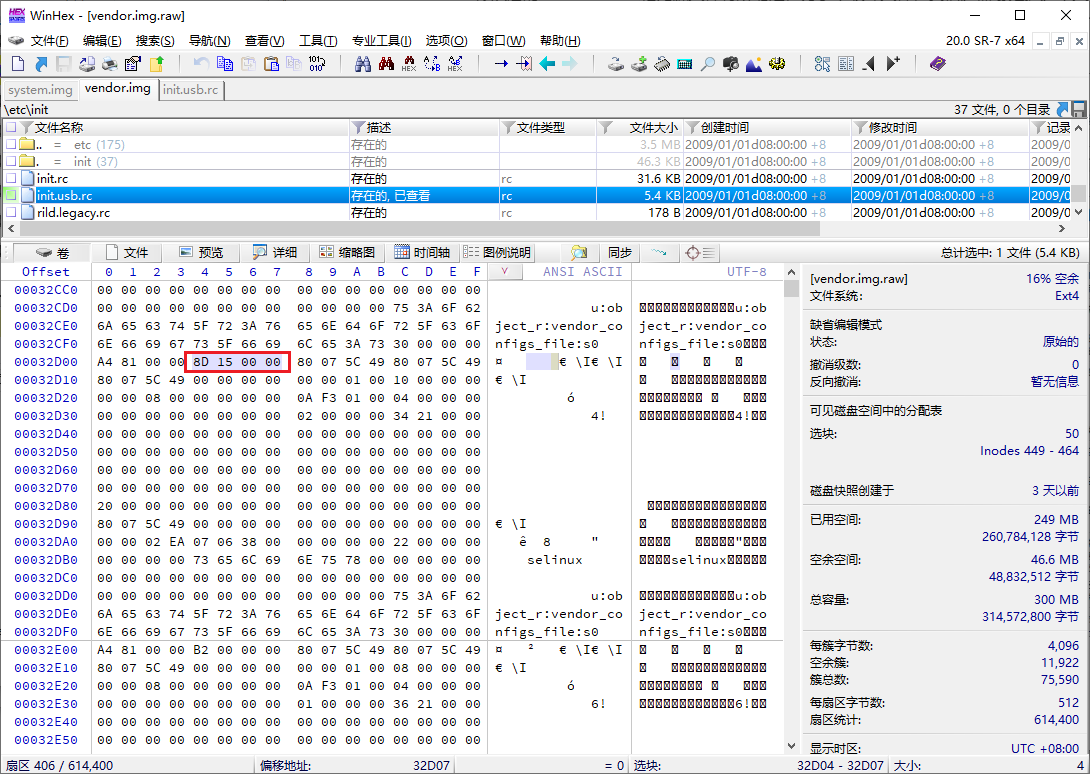 WinHex - [vendor.img.raw]
文件(F) 编辑(E) 搜索(S) 导航(N) 查看(V) 工具(T) 专业工具(I) 选项(O) 窗口(W) 帮助(H) 20.0 SR-7 x64
system.img vendor.img init.usb.rc
\etc\init 37 文件, 0 个目录
文件名称 描述 文件类型 文件大小 创建时间 修改时间 记录
.. = etc (175) 存在的 3.5 MB 2009/01/01d08:00:00 +8 2009/01/01d08:00:00 +8 2009/0
. = init (37) 存在的 46.3 KB 2009/01/01d08:00:00 +8 2009/01/01d08:00:00 +8 2009/0
init.rc 存在的 rc 31.6 KB 2009/01/01d08:00:00 +8 2009/01/01d08:00:00 +8 2009/0
init.usb.rc 存在的, 已查看 rc 5.4 KB 2009/01/01d08:00:00 +8 2009/01/01d08:00:00 +8 2009/0
rild.legacy.rc 存在的 rc 178 B 2009/01/01d08:00:00 +8 2009/01/01d08:00:00 +8 2009/0
卷 文件 预览 详细 缩略图 时间轴 图例说明 同步 总计选中: 1 文件 (5.4 KB)
Offset 0 1 2 3 4 5 6 7 8 9 A B C D E F ANSI ASCII UTF-8
00032CC0 00 00 00 00 00 00 00 00 00 00 00 00 00 00 00 00
00032CD0 00 00 00 00 00 00 00 00 00 00 00 00 75 3A 6F 62 u:ob u:ob
00032CE0 6A 65 63 74 5F 72 3A 76 65 6E 64 6F 72 5F 63 6F ject_r:vendor_co ject_r:vendor_co
00032CF0 6E 66 69 67 73 5F 66 69 6C 65 3A 73 30 00 00 00 nfigs_file:s0 nfigs_file:s0
00032D00 A4 81 00 00 8D 15 00 00 80 07 5C 49 80 07 5C 49 ¤ € \I€ \I
00032D10 80 07 5C 49 00 00 00 00 00 00 01 00 10 00 00 00 € \I
00032D20 00 00 08 00 00 00 00 00 0A F3 01 00 04 00 00 00 ó
00032D30 00 00 00 00 00 00 00 00 02 00 00 00 34 21 00 00 4! 4!
00032D40 00 00 00 00 00 00 00 00 00 00 00 00 00 00 00 00
00032D50 00 00 00 00 00 00 00 00 00 00 00 00 00 00 00 00
00032D60 00 00 00 00 00 00 00 00 00 00 00 00 00 00 00 00
00032D70 00 00 00 00 00 00 00 00 00 00 00 00 00 00 00 00
00032D80 20 00 00 00 00 00 00 00 00 00 00 00 00 00 00 00
00032D90 80 07 5C 49 00 00 00 00 00 00 00 00 00 00 00 00 € \I
00032DA0 00 00 02 EA 07 06 38 00 00 00 00 00 22 00 00 00 ê 8 " "
00032DB0 00 00 00 00 73 65 6C 69 6E 75 78 00 00 00 00 00 selinux selinux
00032DC0 00 00 00 00 00 00 00 00 00 00 00 00 00 00 00 00
00032DD0 00 00 00 00 00 00 00 00 00 00 00 00 75 3A 6F 62 u:ob u:ob
00032DE0 6A 65 63 74 5F 72 3A 76 65 6E 64 6F 72 5F 63 6F ject_r:vendor_co ject_r:vendor_co
00032DF0 6E 66 69 67 73 5F 66 69 6C 65 3A 73 30 00 00 00 nfigs_file:s0 nfigs_file:s0
00032E00 A4 81 00 00 B2 00 00 00 80 07 5C 49 80 07 5C 49 ¤ ² € \I€ \I
00032E10 80 07 5C 49 00 00 00 00 00 00 01 00 08 00 00 00 € \I
00032E20 00 00 08 00 00 00 00 00 0A F3 01 00 04 00 00 00 ó
00032E30 00 00 00 00 00 00 00 00 01 00 00 00 36 21 00 00 6! 6!
00032E40 00 00 00 00 00 00 00 00 00 00 00 00 00 00 00 00
00032E50 00 00 00 00 00 00 00 00 00 00 00 00 00 00 00 00
[vendor.img.raw] 16% 空余
文件系统: Ext4
缺省编辑模式
状态: 原始的
撤消级数: 0
反向撤消: 暂无信息
可见磁盘空间中的分配表
选块: 50
Inodes 449 - 464
磁盘快照创建于 3 天以前
已用空间: 249 MB
260,784,128 字节
空余空间: 46.6 MB
48,832,512 字节
总容量: 300 MB
314,572,800 字节
每簇字节数: 4,096
空余簇: 11,922
簇总数: 75,590
每扇区字节数: 512
扇区统计: 614,400
显示时区: UTC +08:00
扇区 406 / 614,400 偏移地址: 32D07 = 0 选块: 32D04 - 32D07 大小: 4